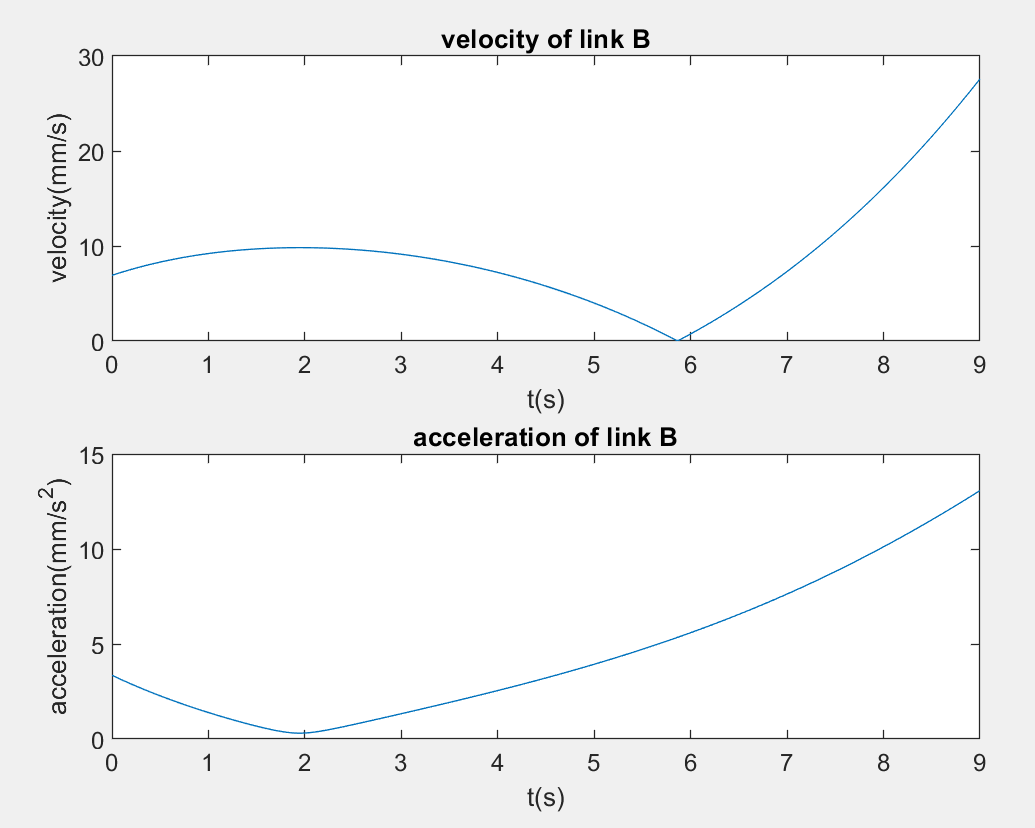 velocity of link B
30
20
10
0
velocity(mm/s)
0 1 2 3 4 5 6 7 8 9
t(s)
acceleration of link B
15
10
5
0
acceleration(mm/s²)
0 1 2 3 4 5 6 7 8 9
t(s)